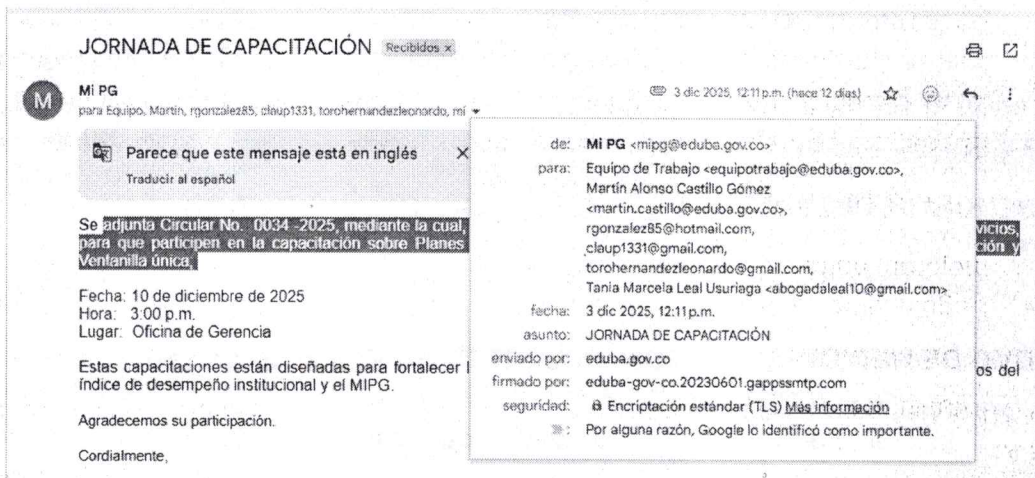 JORNADA DE CAPACITACIÓN Recibidos x
M
Mi PG
3 dic 2025, 12:11 p.m. (hace 12 días)
para Equipo, Martín, rgonzalez85, claup1331, torohernandezleonardo, mí
Parece que este mensaje está en inglés X
Traducir al español
Se adjunta Circular No. 0034 -2025, mediante la cual, vicios,
para que participen en la capacitación sobre Planes ción y
Ventanilla única,
Fecha: 10 de diciembre de 2025
Hora: 3:00 p.m.
Lugar: Oficina de Gerencia
Estas capacitaciones están diseñadas para fortalecer l os del
índice de desempeño institucional y el MIPG.
Agradecemos su participación.
Cordialmente,
de: Mi PG <mipg@eduba.gov.co>
para: Equipo de Trabajo <equipotrabajo@eduba.gov.co>,
Martín Alonso Castillo Gómez
<martin.castillo@eduba.gov.co>,
rgonzalez85@hotmail.com,
claup1331@gmail.com,
torohernandezleonardo@gmail.com,
Tania Marcela Leal Usuriaga <abogadaleal10@gmail.com>
fecha: 3 dic 2025, 12:11 p.m.
asunto: JORNADA DE CAPACITACIÓN
enviado por: eduba.gov.co
firmado por: eduba-gov-co.20230601.gappssmtp.com
seguridad: Encriptación estándar (TLS) Más información
Por alguna razón, Google lo identificó como importante.